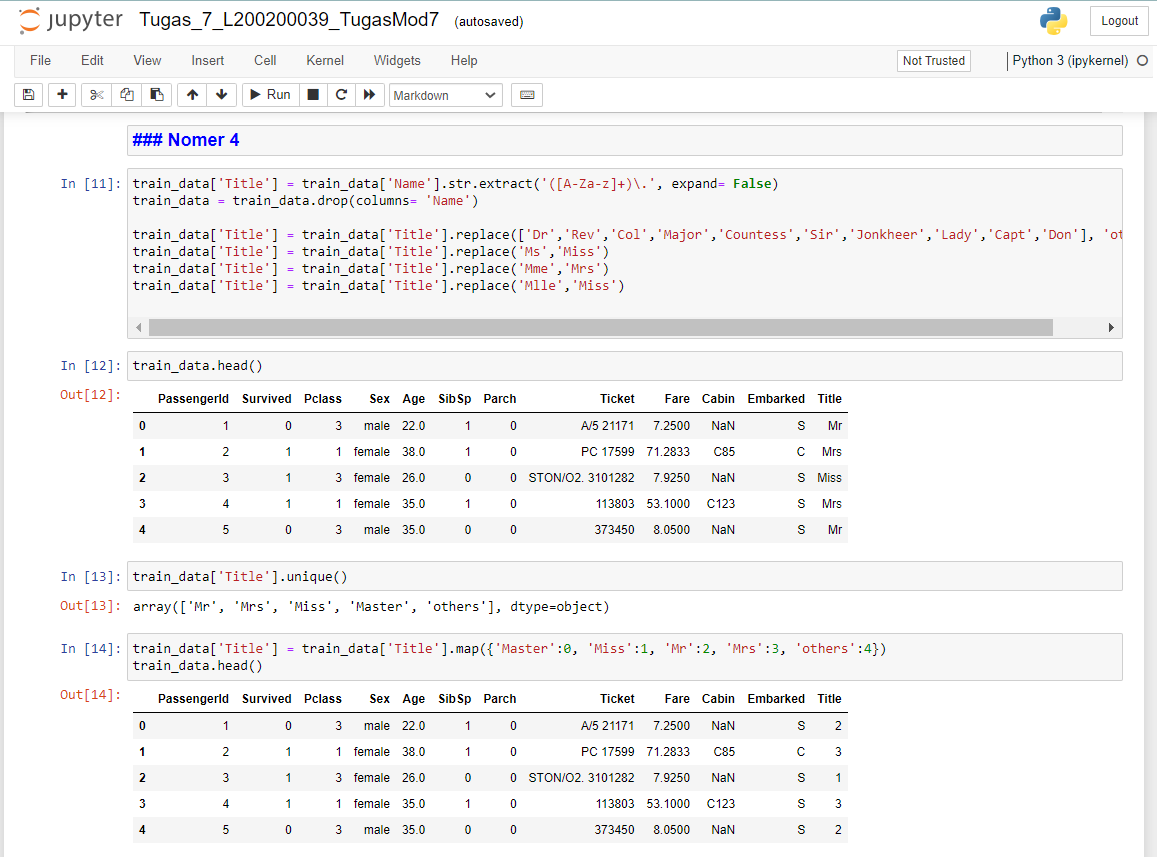 jupyter Tugas_7_L200200039_TugasMod7 (autosaved) Logout
File Edit View Insert Cell Kernel Widgets Help Not Trusted Python 3 (ipykernel)
Run Markdown
### Nomer 4
In [11]: train_data['Title'] = train_data['Name'].str.extract('([A-Za-z]+)\.', expand= False)
train_data = train_data.drop(columns= 'Name')
train_data['Title'] = train_data['Title'].replace(['Dr','Rev','Col','Major','Countess','Sir','Jonkheer','Lady','Capt','Don'], 'ot
train_data['Title'] = train_data['Title'].replace('Ms','Miss')
train_data['Title'] = train_data['Title'].replace('Mme','Mrs')
train_data['Title'] = train_data['Title'].replace('Mlle','Miss')
In [12]: train_data.head()
Out[12]:
PassengerId Survived Pclass Sex Age SibSp Parch Ticket Fare Cabin Embarked Title
0 1 0 3 male 22.0 1 0 A/5 21171 7.2500 NaN S Mr
1 2 1 1 female 38.0 1 0 PC 17599 71.2833 C85 C Mrs
2 3 1 3 female 26.0 0 0 STON/O2. 3101282 7.9250 NaN S Miss
3 4 1 1 female 35.0 1 0 113803 53.1000 C123 S Mrs
4 5 0 3 male 35.0 0 0 373450 8.0500 NaN S Mr
In [13]: train_data['Title'].unique()
Out[13]: array(['Mr', 'Mrs', 'Miss', 'Master', 'others'], dtype=object)
In [14]: train_data['Title'] = train_data['Title'].map({'Master':0, 'Miss':1, 'Mr':2, 'Mrs':3, 'others':4})
train_data.head()
Out[14]:
PassengerId Survived Pclass Sex Age SibSp Parch Ticket Fare Cabin Embarked Title
0 1 0 3 male 22.0 1 0 A/5 21171 7.2500 NaN S 2
1 2 1 1 female 38.0 1 0 PC 17599 71.2833 C85 C 3
2 3 1 3 female 26.0 0 0 STON/O2. 3101282 7.9250 NaN S 1
3 4 1 1 female 35.0 1 0 113803 53.1000 C123 S 3
4 5 0 3 male 35.0 0 0 373450 8.0500 NaN S 2